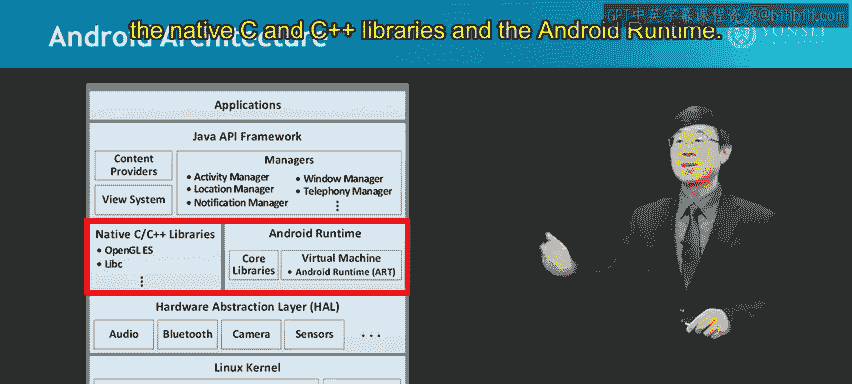 the native C and C++ libraries and the Android Runtime.
Android Architecture
YONSEI
Applications
Java API Framework
Content Providers
View System
Managers
• Activity Manager
• Location Manager
• Notification Manager
• Window Manager
• Telephony Manager
⋮
Native C/C++ Libraries
• OpenGL ES
• Libc
⋮
Android Runtime
Core Libraries
Virtual Machine
• Android Runtime (ART)
Hardware Abstraction Layer (HAL)
Audio
Bluetooth
Camera
Sensors
• • •
Linux Kernel